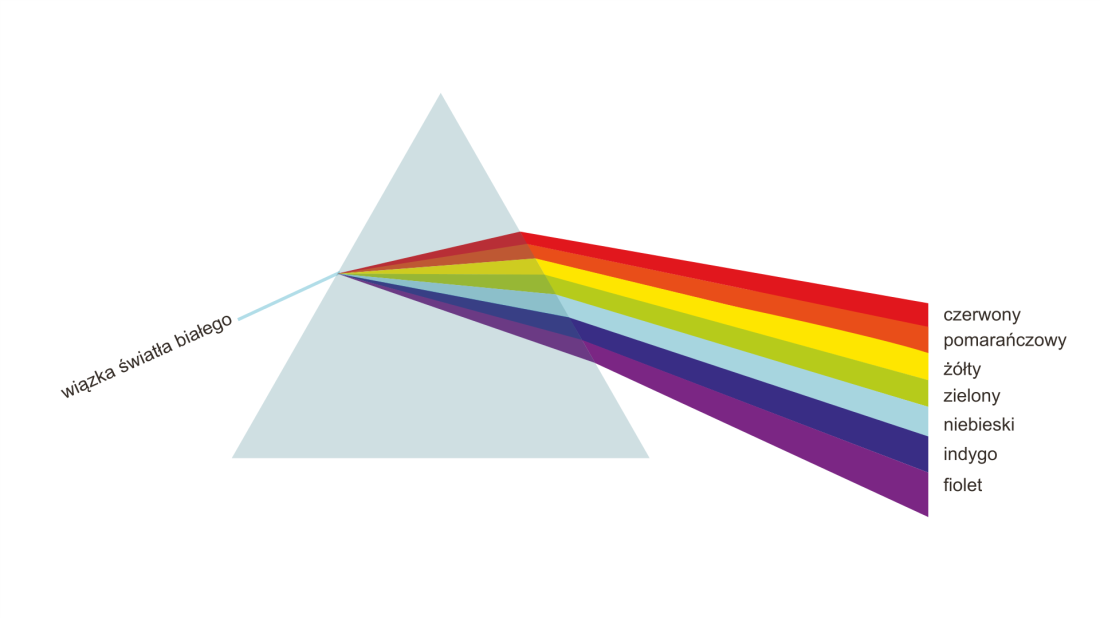 wiązka światła białego
czerwony
pomarańczowy
żółty
zielony
niebieski
indygo
fiolet